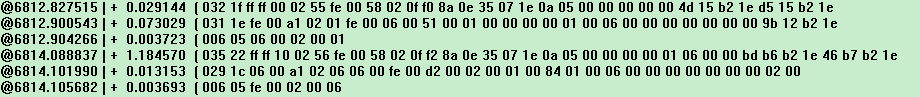 @6812.827515 | + 0.029144 ( 032 1f ff ff 00 02 55 fe 00 58 02 0f f0 8a 0e 35 07 1e 0a 05 00 00 00 00 00 4d 15 b2 1e d5 15 b2 1e
@6812.900543 | + 0.073029 ( 031 1e fe 00 a1 02 01 fe 00 06 00 51 00 01 00 00 00 00 01 00 06 00 00 00 00 00 00 00 9b 12 b2 1e
@6812.904266 | + 0.003723 ( 006 05 06 00 02 00 01
@6814.088837 | + 1.184570 ( 035 22 ff ff 10 02 56 fe 00 58 02 0f f2 8a 0e 35 07 1e 0a 05 00 00 00 00 01 06 00 00 bd b6 b2 1e 46 b7 b2 1e
@6814.101990 | + 0.013153 ( 029 1c 06 00 a1 02 06 06 00 fe 00 d2 00 02 00 01 00 84 01 00 06 00 00 00 00 00 00 00 02 00
@6814.105682 | + 0.003693 ( 006 05 fe 00 02 00 06